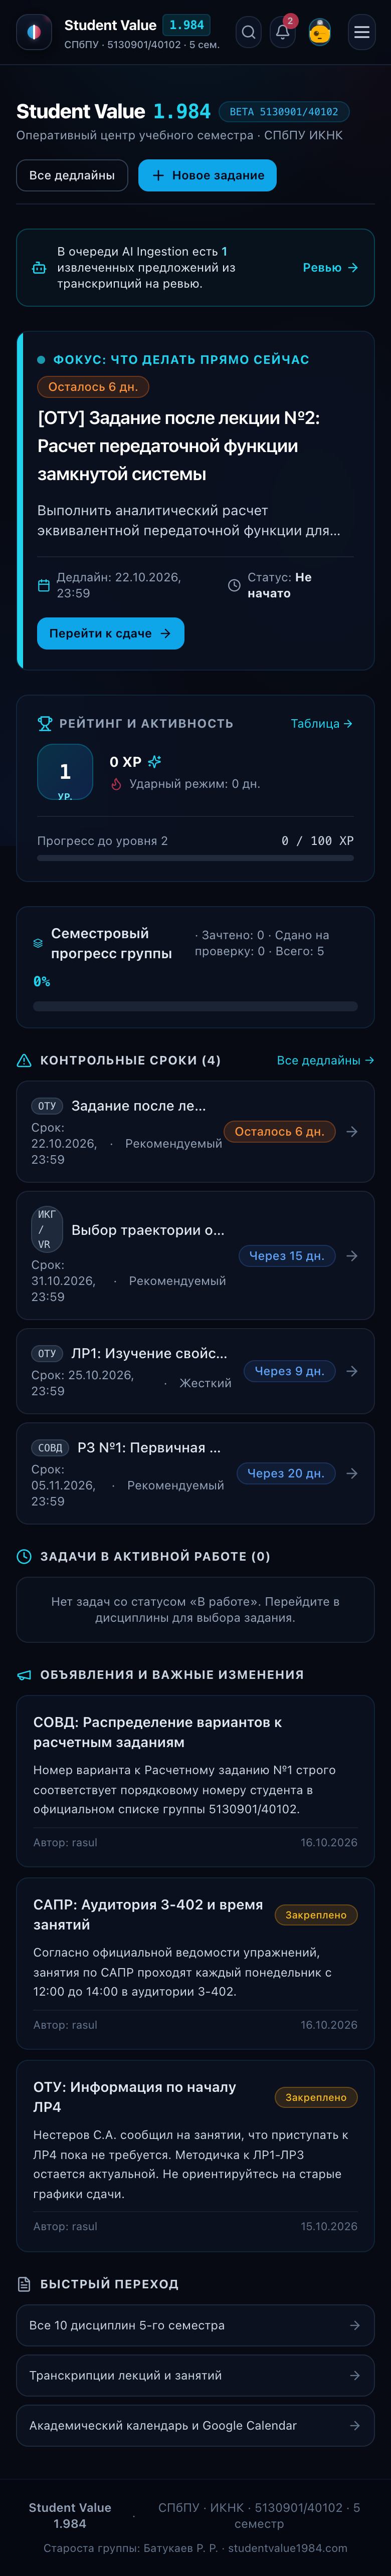 Student Value 1.984
СПбПУ · 5130901/40102 · 5 сем.
2
Student Value 1.984 BETA 5130901/40102
Оперативный центр учебного семестра · СПбПУ ИКНК
Все дедлайны
Новое задание
В очереди AI Ingestion есть 1
извлеченных предложений из
транскрипций на ревью.
Ревью →
ФОКУС: ЧТО ДЕЛАТЬ ПРЯМО СЕЙЧАС
Осталось 6 дн.
[ОТУ] Задание после лекции №2:
Расчет передаточной функции
замкнутой системы
Выполнить аналитический расчет
эквивалентной передаточной функции для...
Дедлайн: 22.10.2026,
23:59
Статус: Не
начато
Перейти к сдаче →
РЕЙТИНГ И АКТИВНОСТЬ
Таблица →
1
УР.
0 XP
Ударный режим: 0 дн.
Прогресс до уровня 2
0 / 100 XP
Семестровый
прогресс группы
· Зачтено: 0 · Сдано на
проверку: 0 · Всего: 5
0%
КОНТРОЛЬНЫЕ СРОКИ (4)
Все дедлайны →
ОТУ Задание после ле...
Срок:
22.10.2026,
23:59
· Рекомендуемый
Осталось 6 дн. →
ИКГ
/
VR
Выбор траектории о...
Срок:
31.10.2026,
23:59
· Рекомендуемый
Через 15 дн. →
ОТУ ЛР1: Изучение свойс...
Срок: 25.10.2026,
23:59
· Жесткий
Через 9 дн. →
СОВД РЗ №1: Первичная ...
Срок:
05.11.2026,
23:59
· Рекомендуемый
Через 20 дн. →
ЗАДАЧИ В АКТИВНОЙ РАБОТЕ (0)
Нет задач со статусом «В работе». Перейдите в
дисциплины для выбора задания.
ОБЪЯВЛЕНИЯ И ВАЖНЫЕ ИЗМЕНЕНИЯ
СОВД: Распределение вариантов к
расчетным заданиям
Номер варианта к Расчетному заданию №1 строго
соответствует порядковому номеру студента в
официальном списке группы 5130901/40102.
Автор: rasul
16.10.2026
САПР: Аудитория 3-402 и время
занятий
Закреплено
Согласно официальной ведомости упражнений,
занятия по САПР проходят каждый понедельник с
12:00 до 14:00 в аудитории 3-402.
Автор: rasul
16.10.2026
ОТУ: Информация по началу
ЛР4
Закреплено
Нестеров С.А. сообщил на занятии, что приступать к
ЛР4 пока не требуется. Методичка к ЛР1-ЛР3
остается актуальной. Не ориентируйтесь на старые
графики сдачи.
Автор: rasul
15.10.2026
БЫСТРЫЙ ПЕРЕХОД
Все 10 дисциплин 5-го семестра →
Транскрипции лекций и занятий →
Академический календарь и Google Calendar →
Student Value
1.984
·
СПбПУ · ИКНК · 5130901/40102 · 5
семестр
Староста группы: Батукаев Р. Р. · studentvalue1984.com